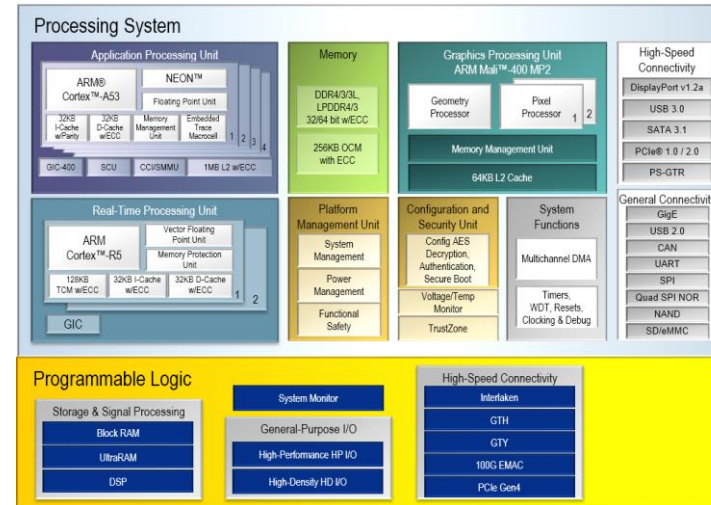 Processing System
Application Processing Unit
ARM®
Cortex™-A53
NEON™
Floating Point Unit
32KB
I-Cache
w/Parity
32KB
D-Cache
w/ECC
Memory
Management
Unit
Embedded
Trace
Macrocell
1
2
3
4
GIC-400
SCU
CCI/SMMU
1MB L2 w/ECC
Memory
DDR4/3/3L,
LPDDR4/3
32/64 bit w/ECC
256KB OCM
with ECC
Graphics Processing Unit
ARM Mali™-400 MP2
Geometry
Processor
Pixel
Processor
1
2
Memory Management Unit
64KB L2 Cache
High-Speed
Connectivity
DisplayPort v1.2a
USB 3.0
SATA 3.1
PCIe® 1.0 / 2.0
PS-GTR
Real-Time Processing Unit
ARM
Cortex™-R5
Vector Floating
Point Unit
Memory Protection
Unit
128KB
TCM w/ECC
32KB I-Cache
w/ECC
32KB D-Cache
w/ECC
1
2
GIC
Platform
Management Unit
System
Management
Power
Management
Functional
Safety
Configuration and
Security Unit
Config AES
Decryption,
Authentication,
Secure Boot
Voltage/Temp
Monitor
TrustZone
System
Functions
Multichannel DMA
Timers,
WDT, Resets,
Clocking & Debug
General Connectivit
GigE
USB 2.0
CAN
UART
SPI
Quad SPI NOR
NAND
SD/eMMC
Programmable Logic
Storage & Signal Processing
Block RAM
UltraRAM
DSP
System Monitor
General-Purpose I/O
High-Performance HP I/O
High-Density HD I/O
High-Speed Connectivity
Interlaken
GTH
GTY
100G EMAC
PCIe Gen4